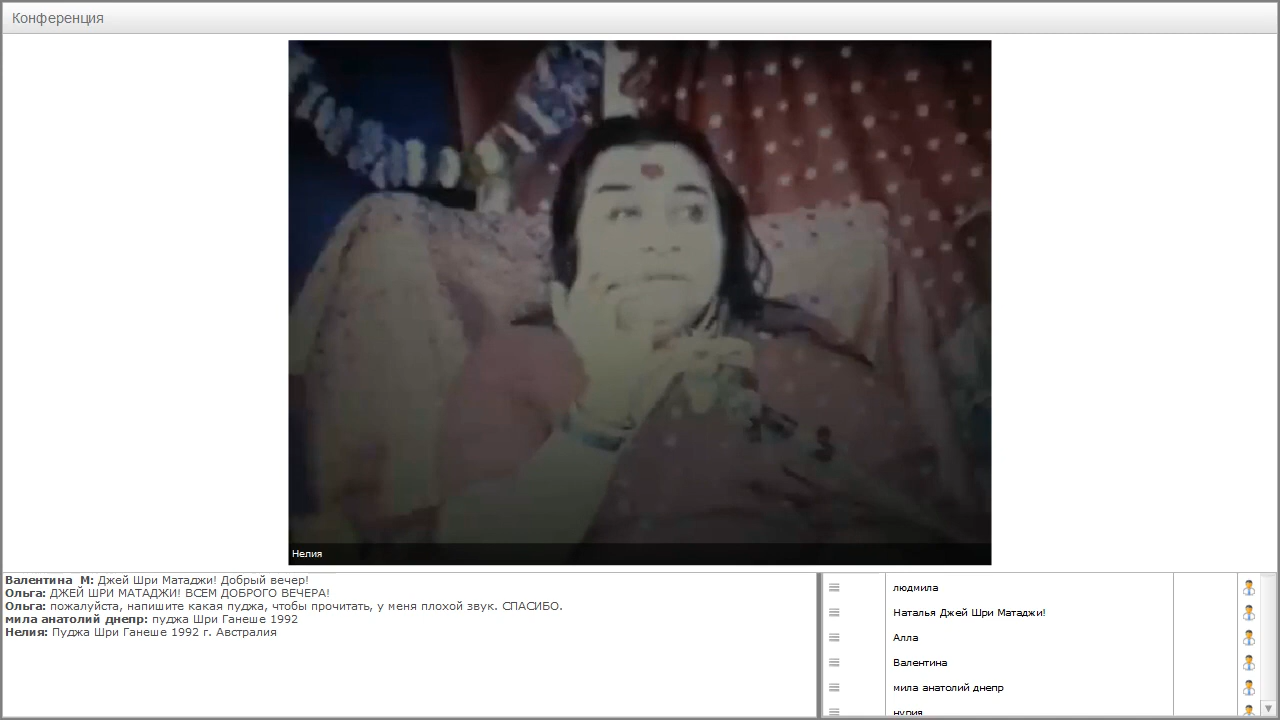 Конференция
Нелия
Валентина М: Джей Шри Матаджи! Добрый вечер!
Ольга: ДЖЕЙ ШРИ МАТАДЖИ! ВСЕМ ДОБРОГО ВЕЧЕРА!
Ольга: пожалуйста, напишите какая пуджа, чтобы прочитать, у меня плохой звук. СПАСИБО.
мила анатолий днепр: пуджа Шри Ганеше 1992
Нелия: Пуджа Шри Ганеше 1992 г. Австралия
людмила
Наталья Джей Шри Матаджи!
Алла
Валентина
мила анатолий днепр
нурия